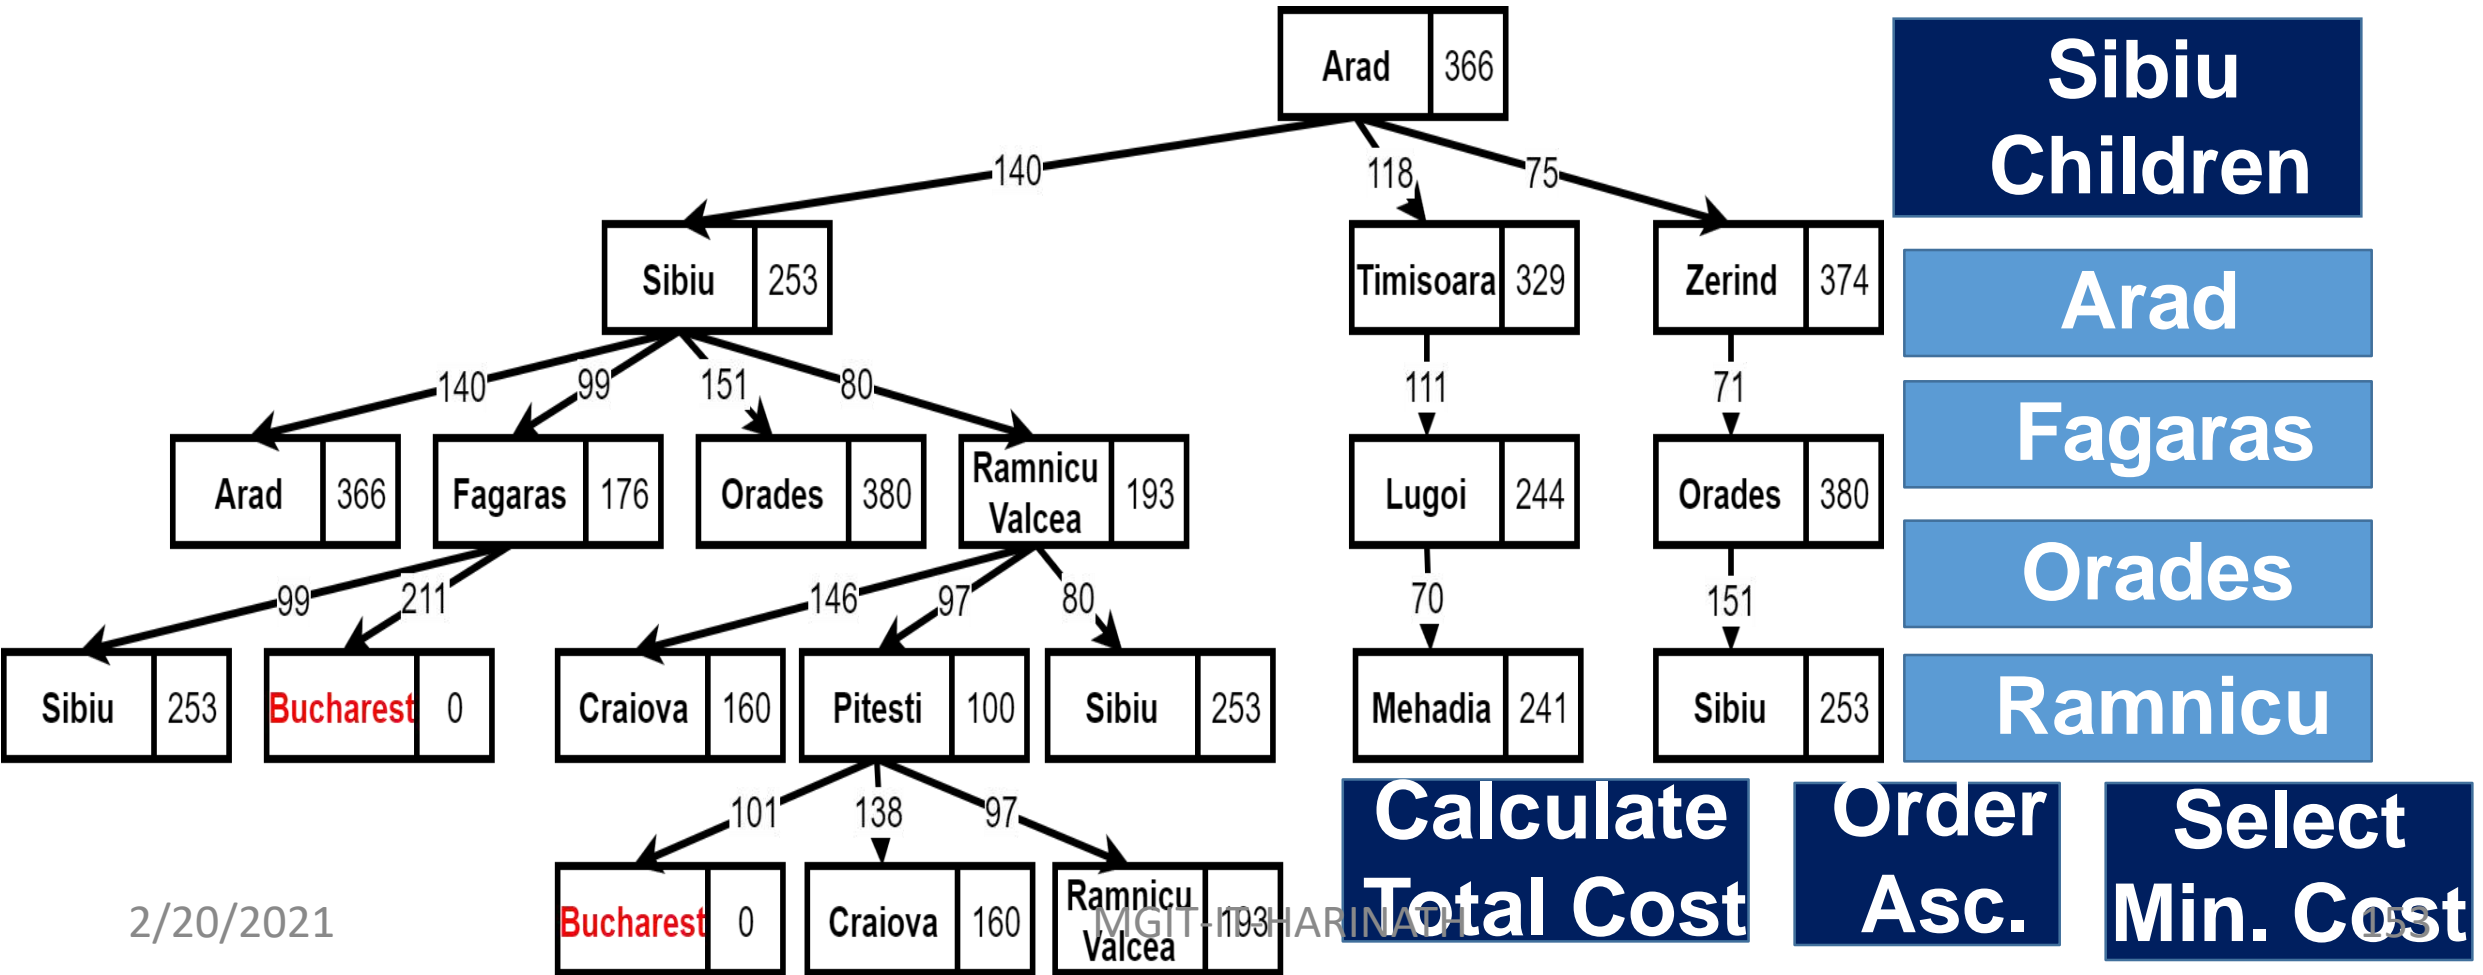 Arad 366
Sibiu
Children
140
118
75
Sibiu 253
Timisoara 329
Zerind 374
Arad
140
99
151
80
111
71
Fagaras
Arad 366
Fagaras 176
Orades 380
Ramnicu
Valcea 193
Lugoi 244
Orades 380
Orades
99
211
146
97
80
70
151
Sibiu 253
Bucharest 0
Craiova 160
Pitesti 100
Sibiu 253
Mehadia 241
Sibiu 253
Ramnicu
101
138
97
Calculate
Total Cost
Order
Asc.
Select
Min. Cost
Bucharest 0
Craiova 160
Ramnicu
Valcea 193
2/20/2021
MGIT-IT-HARINATH
153